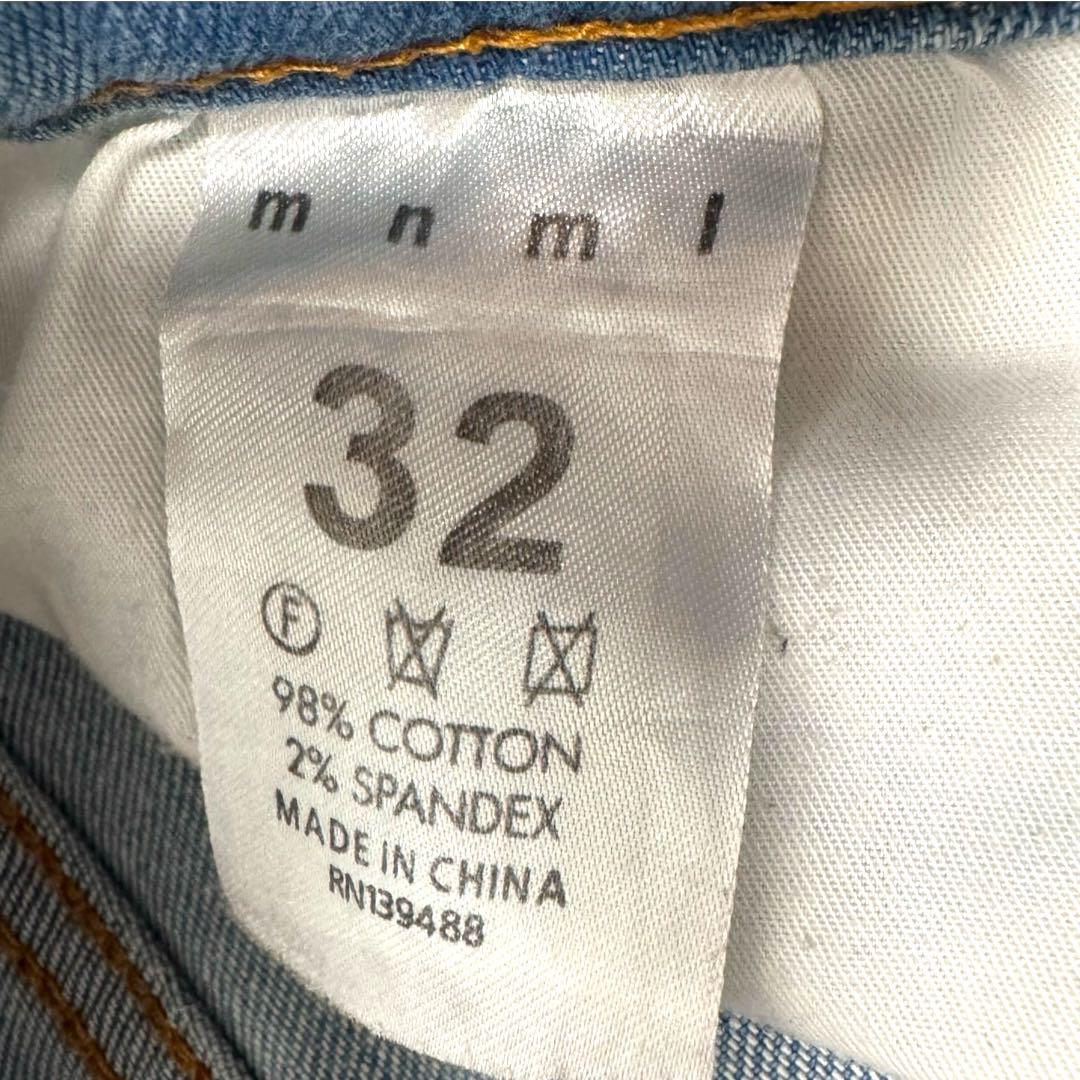 m n m l
32
F
98% COTTON
2% SPANDEX
MADE IN CHINA
RN139488